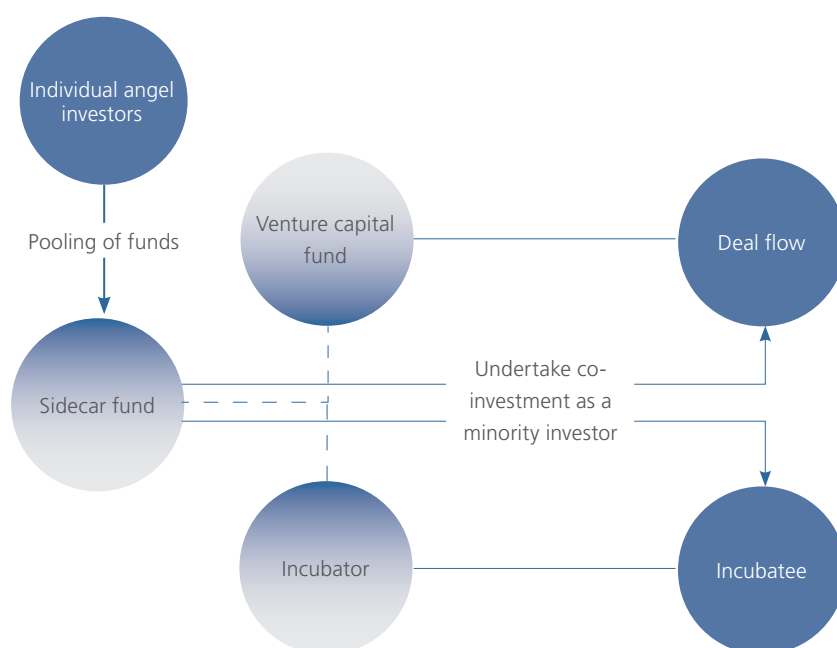 Individual angel
investors
Pooling of funds
Venture capital
fund
Deal flow
Sidecar fund
Undertake co-
investment as a
minority investor
Incubator
Incubatee